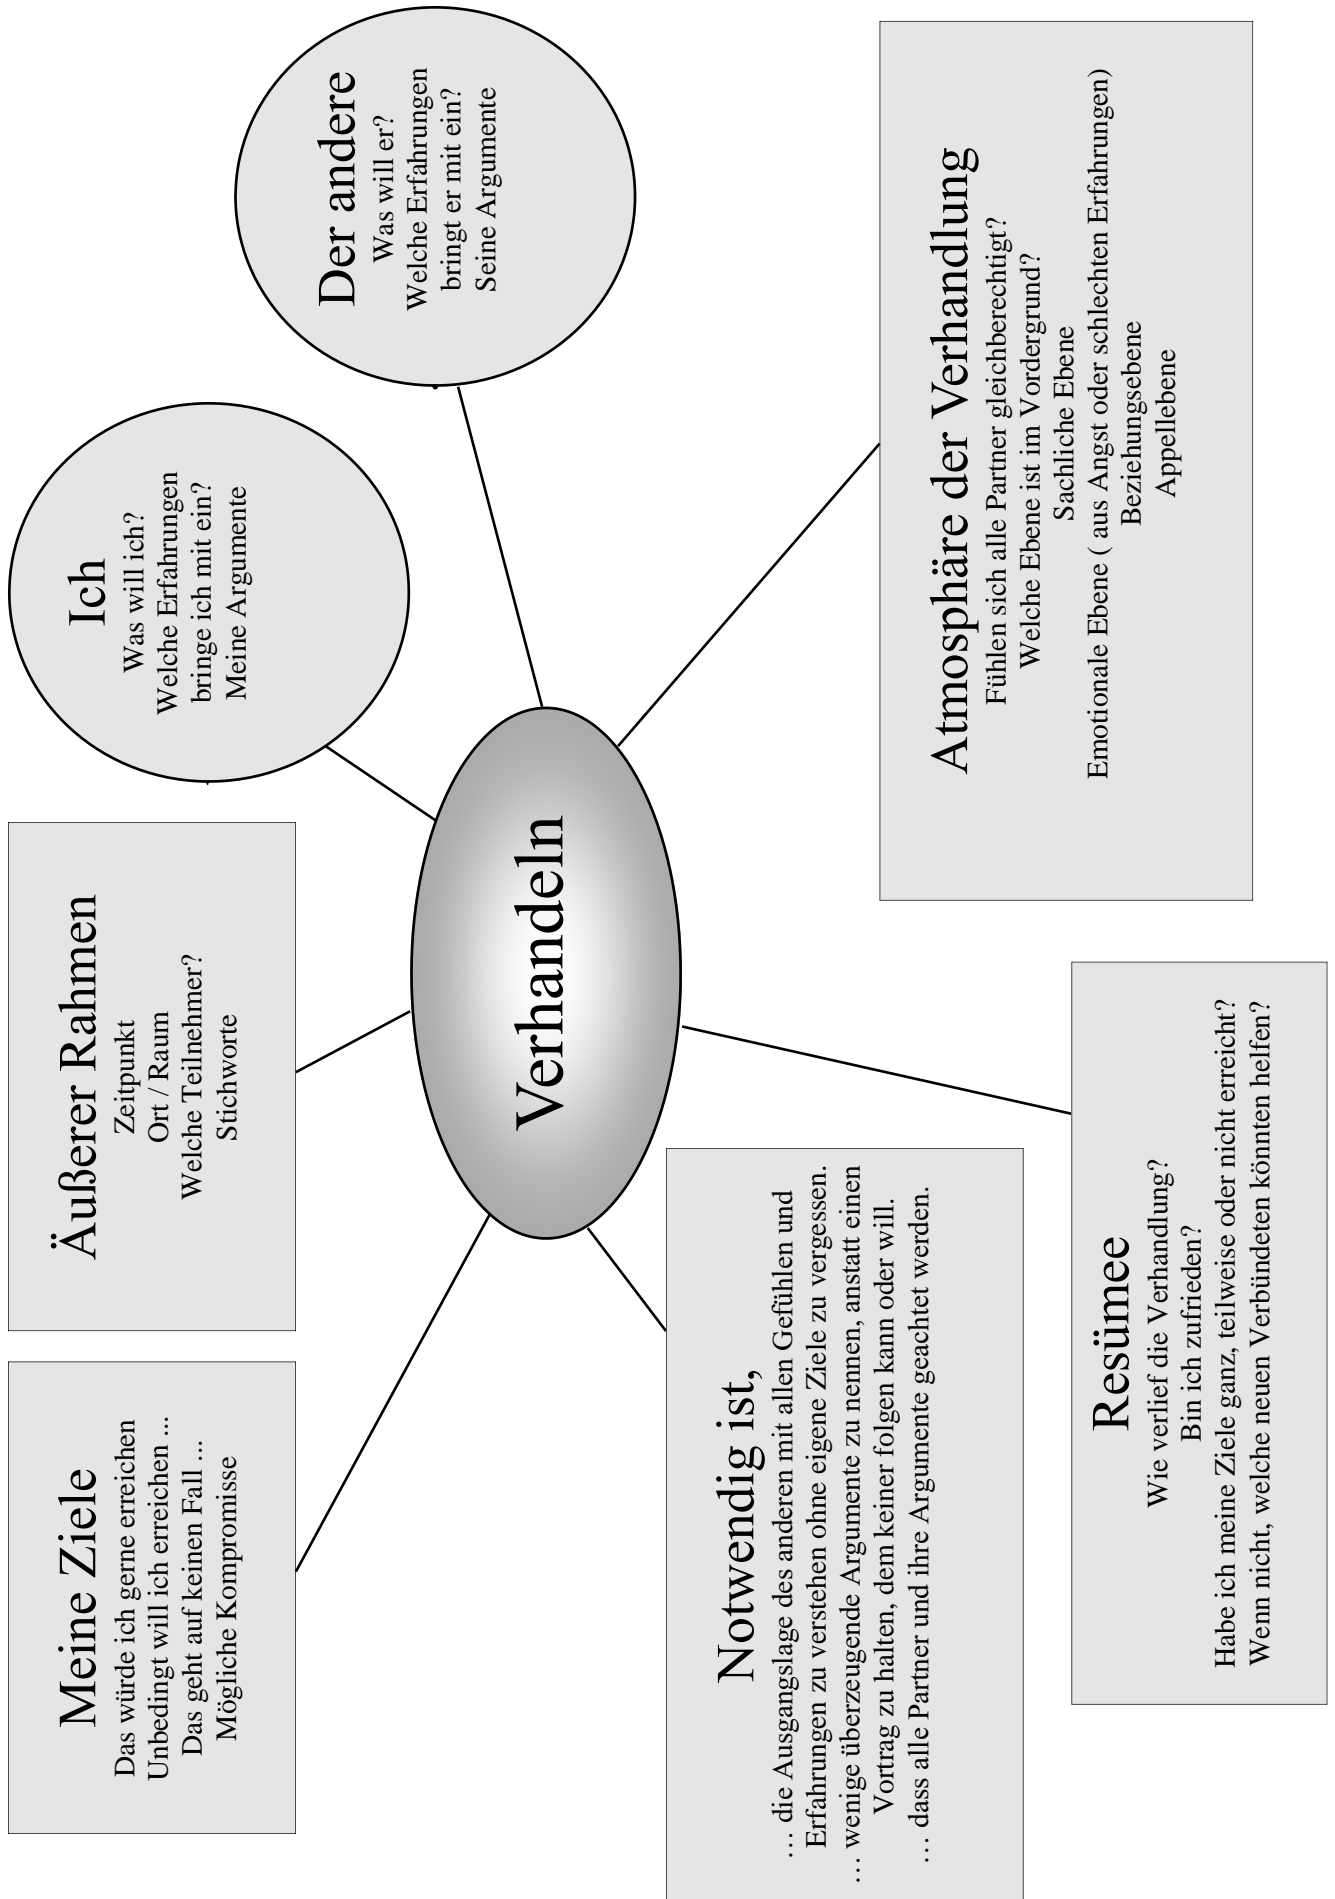 Meine Ziele
Das würde ich gerne erreichen
Unbedingt will ich erreichen ...
Das geht auf keinen Fall ...
Mögliche Kompromisse
Äußerer Rahmen
Zeitpunkt
Ort / Raum
Welche Teilnehmer?
Stichworte
Ich
Was will ich?
Welche Erfahrungen
bringe ich mit ein?
Meine Argumente
Der andere
Was will er?
Welche Erfahrungen
bringt er mit ein?
Seine Argumente
Verhandeln
Notwendig ist,
… die Ausgangslage des anderen mit allen Gefühlen und
Erfahrungen zu verstehen ohne eigene Ziele zu vergessen.
… wenige überzeugende Argumente zu nennen, anstatt einen
Vortrag zu halten, dem keiner folgen kann oder will.
… dass alle Partner und ihre Argumente geachtet werden.
Resümee
Wie verlief die Verhandlung?
Bin ich zufrieden?
Habe ich meine Ziele ganz, teilweise oder nicht erreicht?
Wenn nicht, welche neuen Verbündeten könnten helfen?
Atmosphäre der Verhandlung
Fühlen sich alle Partner gleichberechtigt?
Welche Ebene ist im Vordergrund?
Sachliche Ebene
Emotionale Ebene ( aus Angst oder schlechten Erfahrungen)
Beziehungsebene
Appellebene